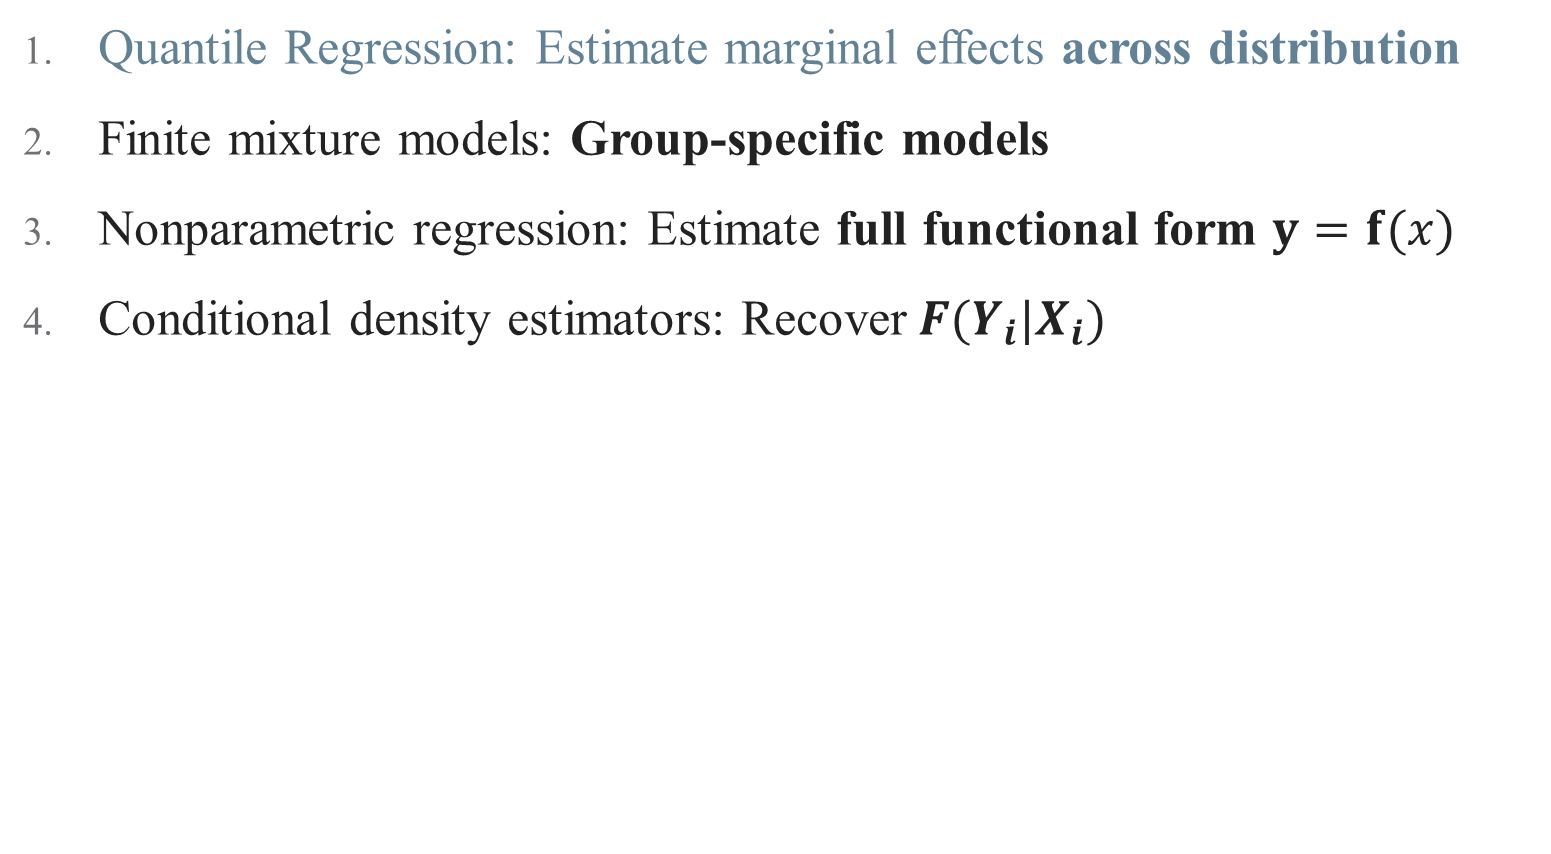 1. Quantile Regression: Estimate marginal effects across distribution
2. Finite mixture models: Group-specific models
3. Nonparametric regression: Estimate full functional form y = f(x)
4. Conditional density estimators: Recover F(Yᵢ|Xᵢ)